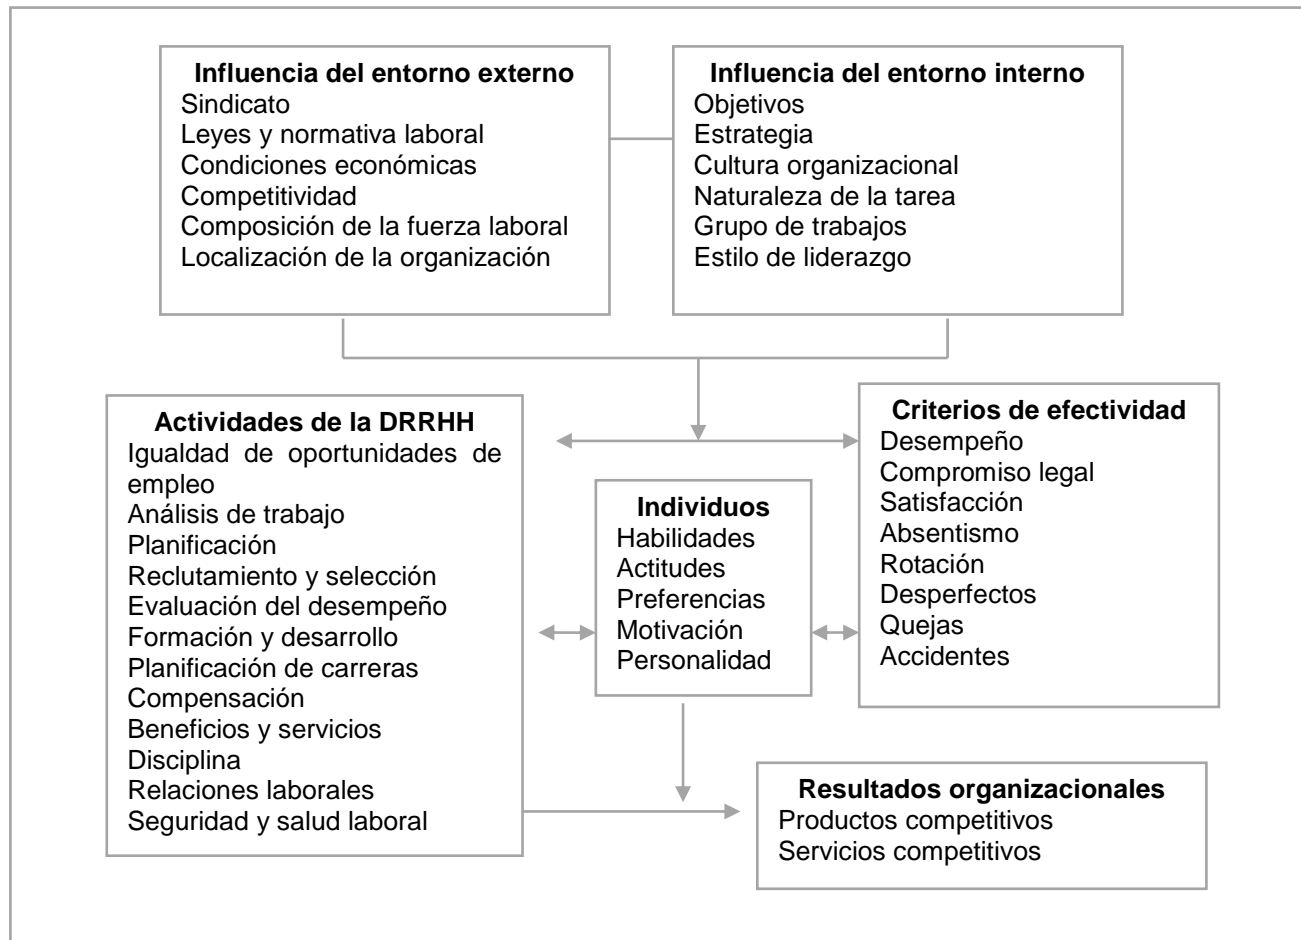 Influencia del entorno externo
Sindicato
Leyes y normativa laboral
Condiciones económicas
Competitividad
Composición de la fuerza laboral
Localización de la organización
Influencia del entorno interno
Objetivos
Estrategia
Cultura organizacional
Naturaleza de la tarea
Grupo de trabajos
Estilo de liderazgo
Actividades de la DRRHH
Igualdad de oportunidades de
empleo
Análisis de trabajo
Planificación
Reclutamiento y selección
Evaluación del desempeño
Formación y desarrollo
Planificación de carreras
Compensación
Beneficios y servicios
Disciplina
Relaciones laborales
Seguridad y salud laboral
Individuos
Habilidades
Actitudes
Preferencias
Motivación
Personalidad
Criterios de efectividad
Desempeño
Compromiso legal
Satisfacción
Absentismo
Rotación
Desperfectos
Quejas
Accidentes
Resultados organizacionales
Productos competitivos
Servicios competitivos